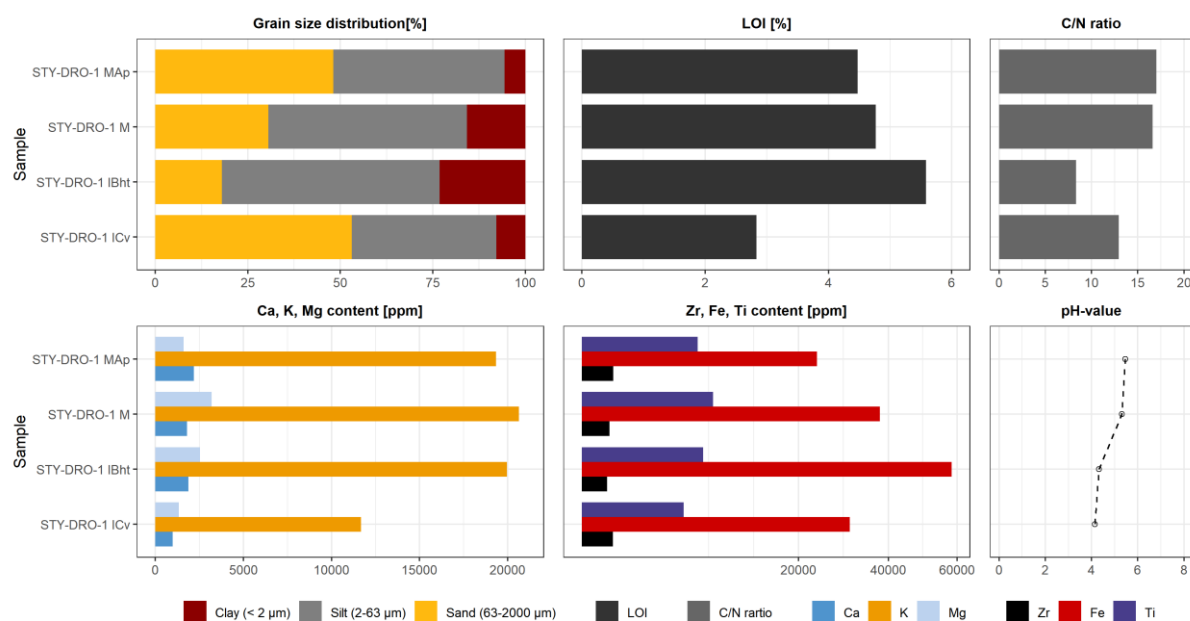 Grain size distribution[%]
LOI [%]
C/N ratio
Sample
STY-DRO-1 MAp
STY-DRO-1 M
STY-DRO-1 IBht
STY-DRO-1 ICv
0 25 50 75 100
0 2 4 6
0 5 10 15 20
Ca, K, Mg content [ppm]
Zr, Fe, Ti content [ppm]
pH-value
Sample
STY-DRO-1 MAp
STY-DRO-1 M
STY-DRO-1 IBht
STY-DRO-1 ICv
0 5000 10000 15000 20000
20000 40000 60000
0 2 4 6 8
Clay (< 2 µm) Silt (2-63 µm) Sand (63-2000 µm) LOI C/N rartio Ca K Mg Zr Fe Ti